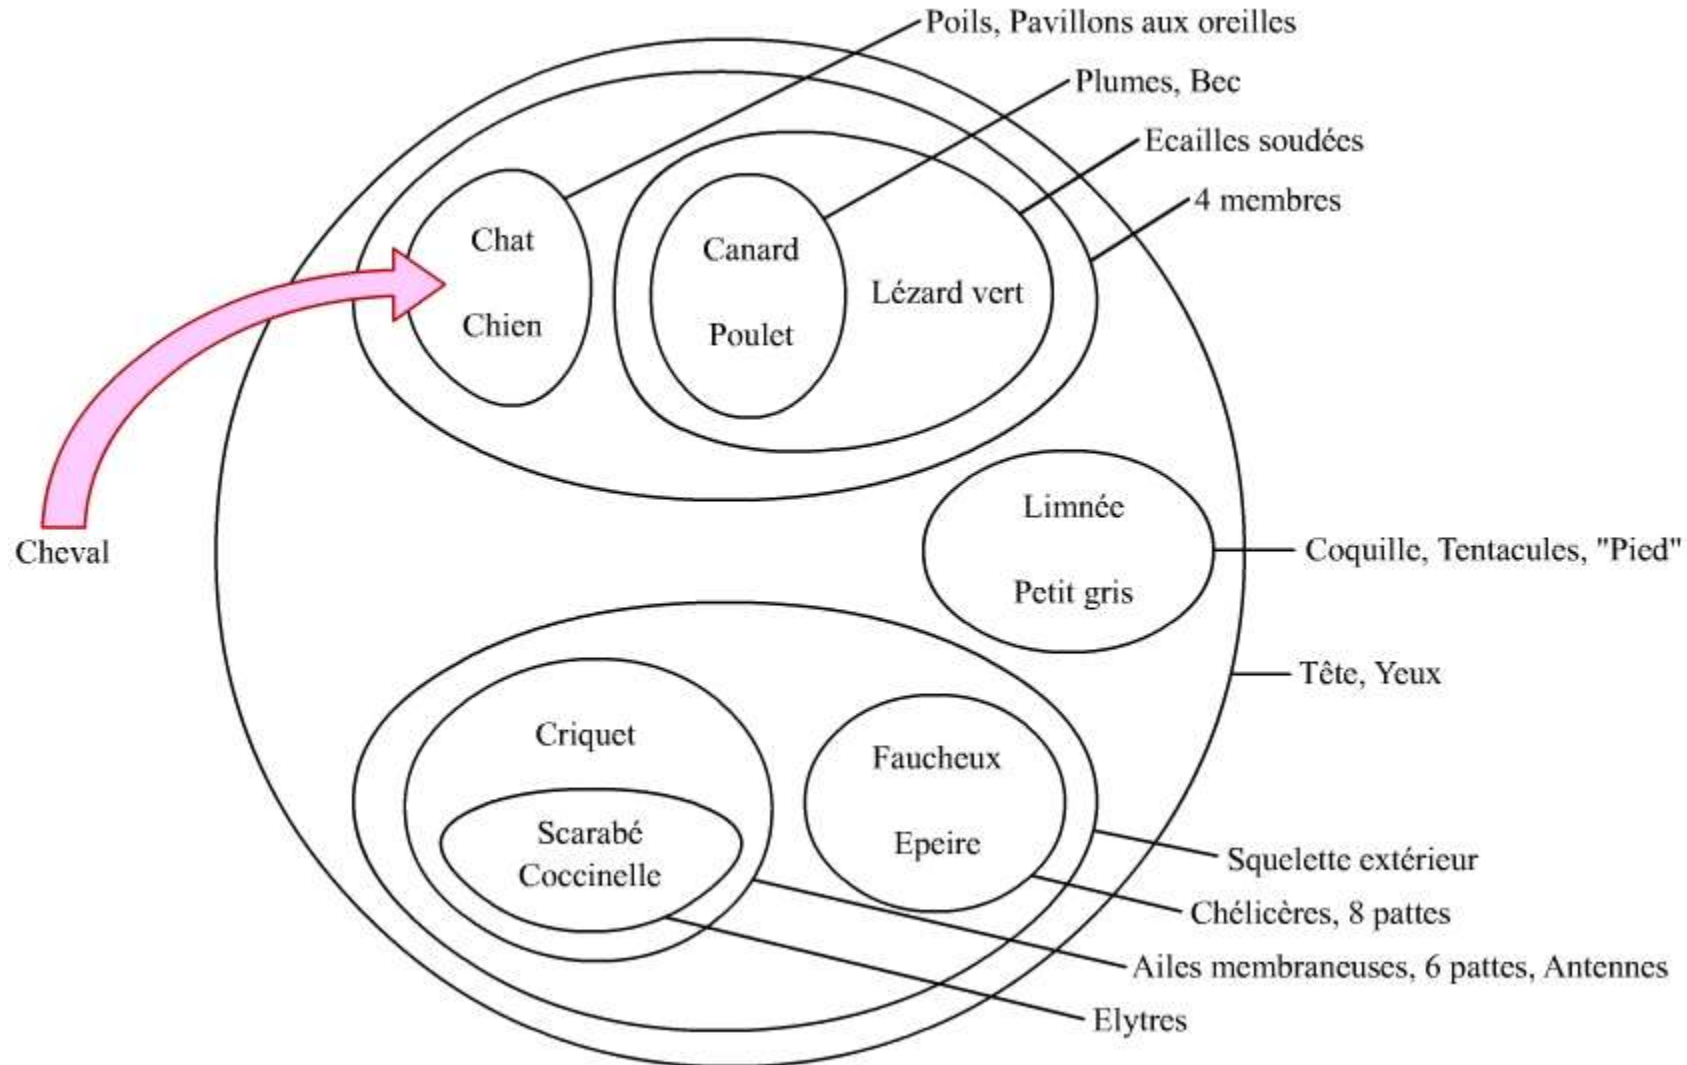 Poils, Pavillons aux oreilles
Plumes, Bec
Ecailles soudées
4 membres
Chat
Chien
Canard
Poulet
Lézard vert
Cheval
Limnée
Petit gris
Coquille, Tentacules, "Pied"
Tête, Yeux
Criquet
Scarabé
Coccinelle
Faucheux
Epeire
Squelette extérieur
Chélicères, 8 pattes
Ailes membraneuses, 6 pattes, Antennes
Elytres